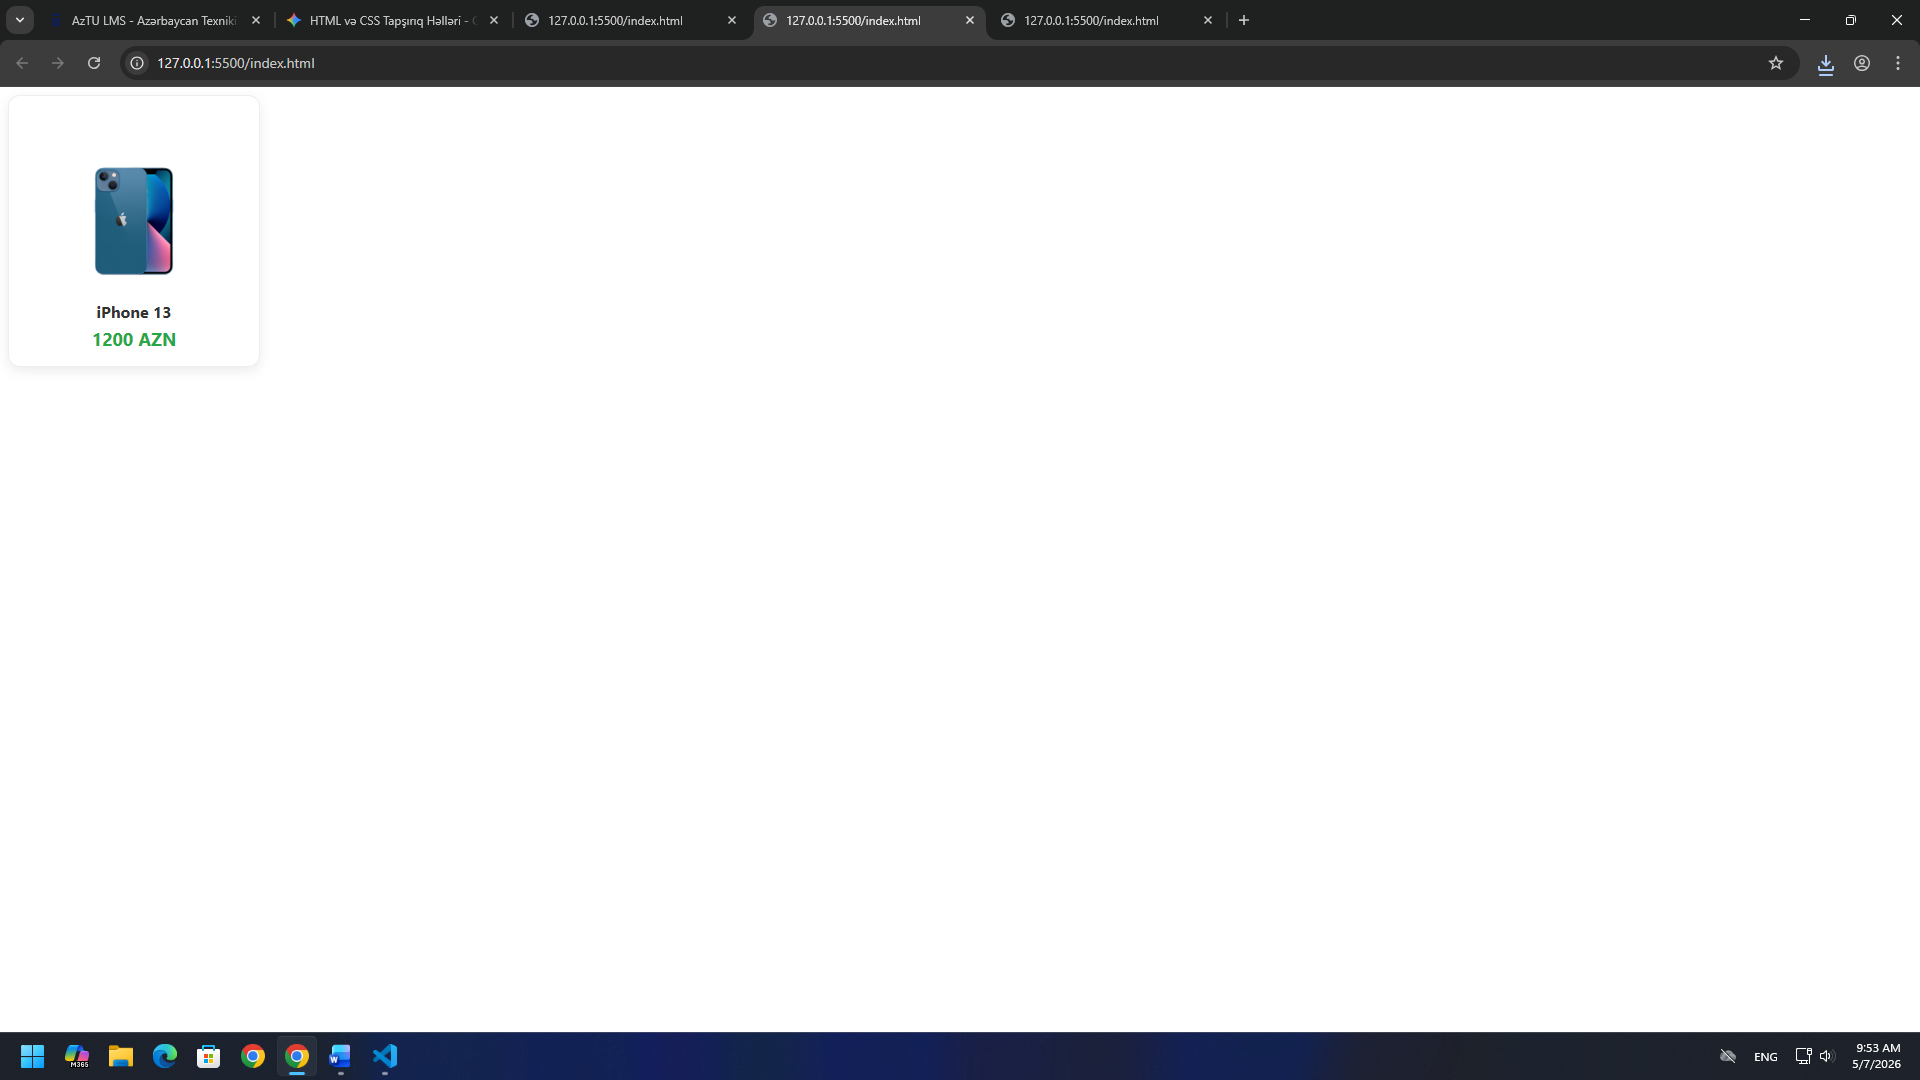 AzTU LMS - Azərbaycan Texniki
HTML və CSS Tapşırıq Həlləri -
127.0.0.1:5500/index.html
127.0.0.1:5500/index.html
127.0.0.1:5500/index.html
127.0.0.1:5500/index.html
iPhone 13
1200 AZN
M365
W
ENG
9:53 AM
5/7/2026